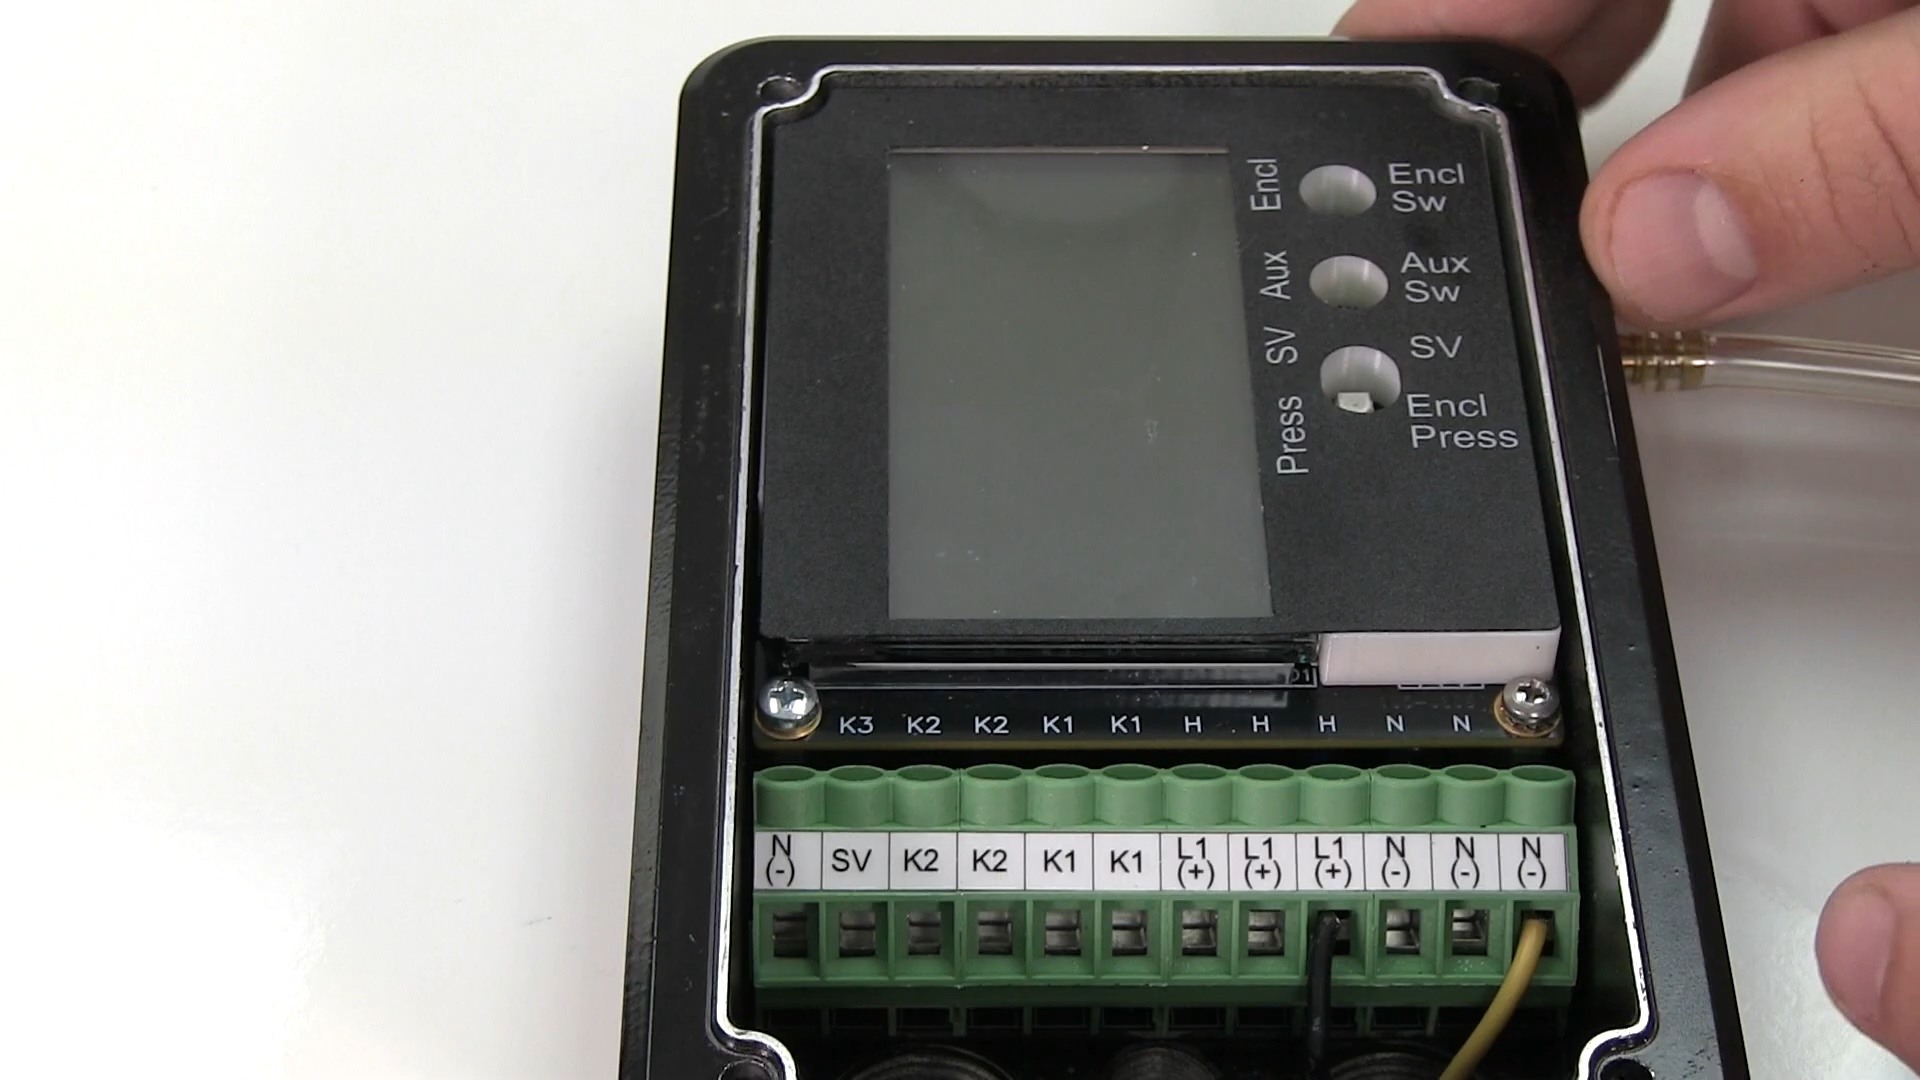 Encl
Encl
Sw
Aux
Aux
Sw
SV
SV
Press
Encl
Press
01
K3 K2 K2 K1 K1 H H H N N
N (-) SV K2 K2 K1 K1 L1 (+) L1 (+) L1 (+) N (-) N (-) N (-)